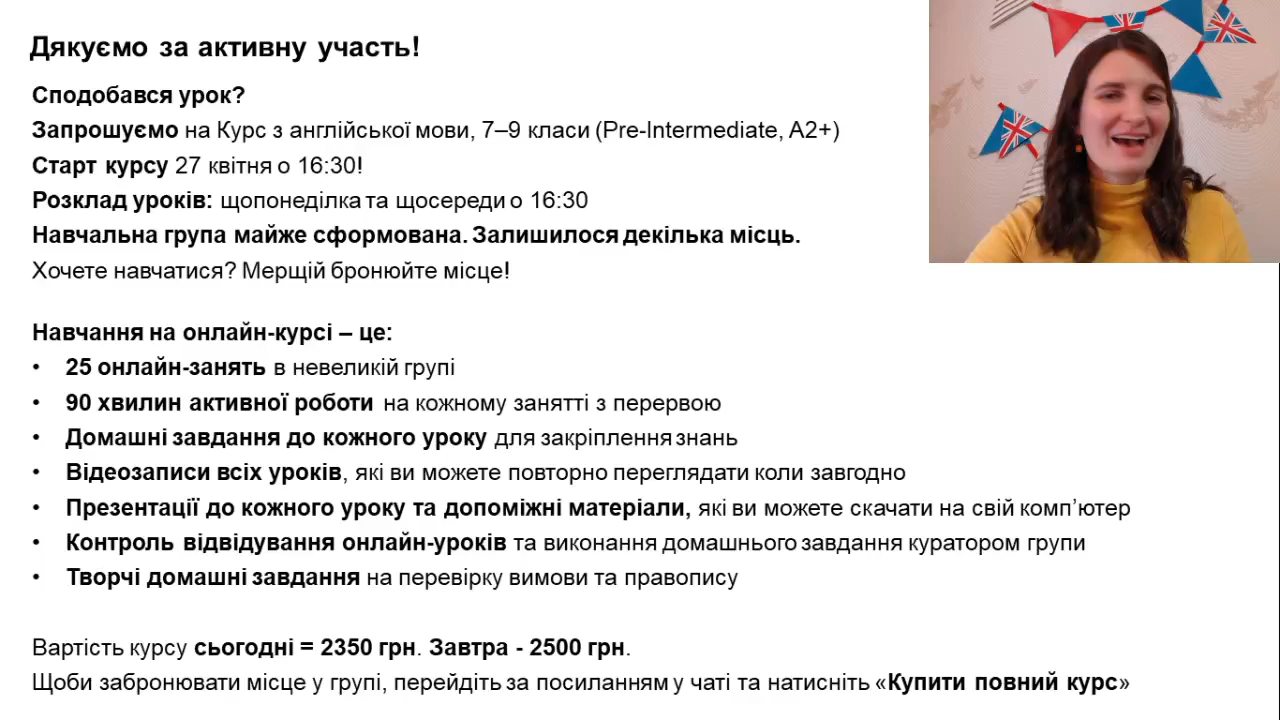 Дякуємо за активну участь!
Сподобався урок?
Запрошуємо на Курс з англійської мови, 7–9 класи (Pre-Intermediate, A2+)
Старт курсу 27 квітня о 16:30!
Розклад уроків: щопонеділка та щосереди о 16:30
Навчальна група майже сформована. Залишилося декілька місць.
Хочете навчатися? Мерщій бронюйте місце!
Навчання на онлайн-курсі – це:
• 25 онлайн-занять в невеликій групі
• 90 хвилин активної роботи на кожному занятті з перервою
• Домашні завдання до кожного уроку для закріплення знань
• Відеозаписи всіх уроків, які ви можете повторно переглядати коли завгодно
• Презентації до кожного уроку та допоміжні матеріали, які ви можете скачати на свій комп’ютер
• Контроль відвідування онлайн-уроків та виконання домашнього завдання куратором групи
• Творчі домашні завдання на перевірку вимови та правопису
Вартість курсу сьогодні = 2350 грн. Завтра - 2500 грн.
Щоби забронювати місце у групі, перейдіть за посиланням у чаті та натисніть «Купити повний курс»